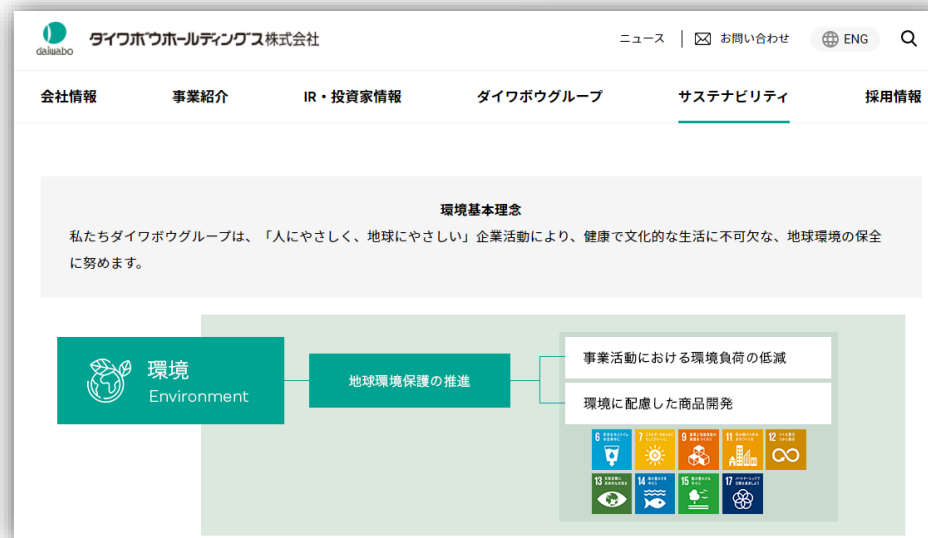 daiwabo
ダイワボウホールディングス株式会社
ニュース
お問い合わせ
ENG
会社情報
事業紹介
IR・投資家情報
ダイワボウグループ
サステナビリティ
採用情報
環境基本理念
私たちダイワボウグループは、「人にやさしく、地球にやさしい」企業活動により、健康で文化的な生活に不可欠な、地球環境の保全
に努めます。
環境
Environment
地球環境保護の推進
事業活動における環境負荷の低減
環境に配慮した商品開発
6
7
9
11
12
13
14
15
17